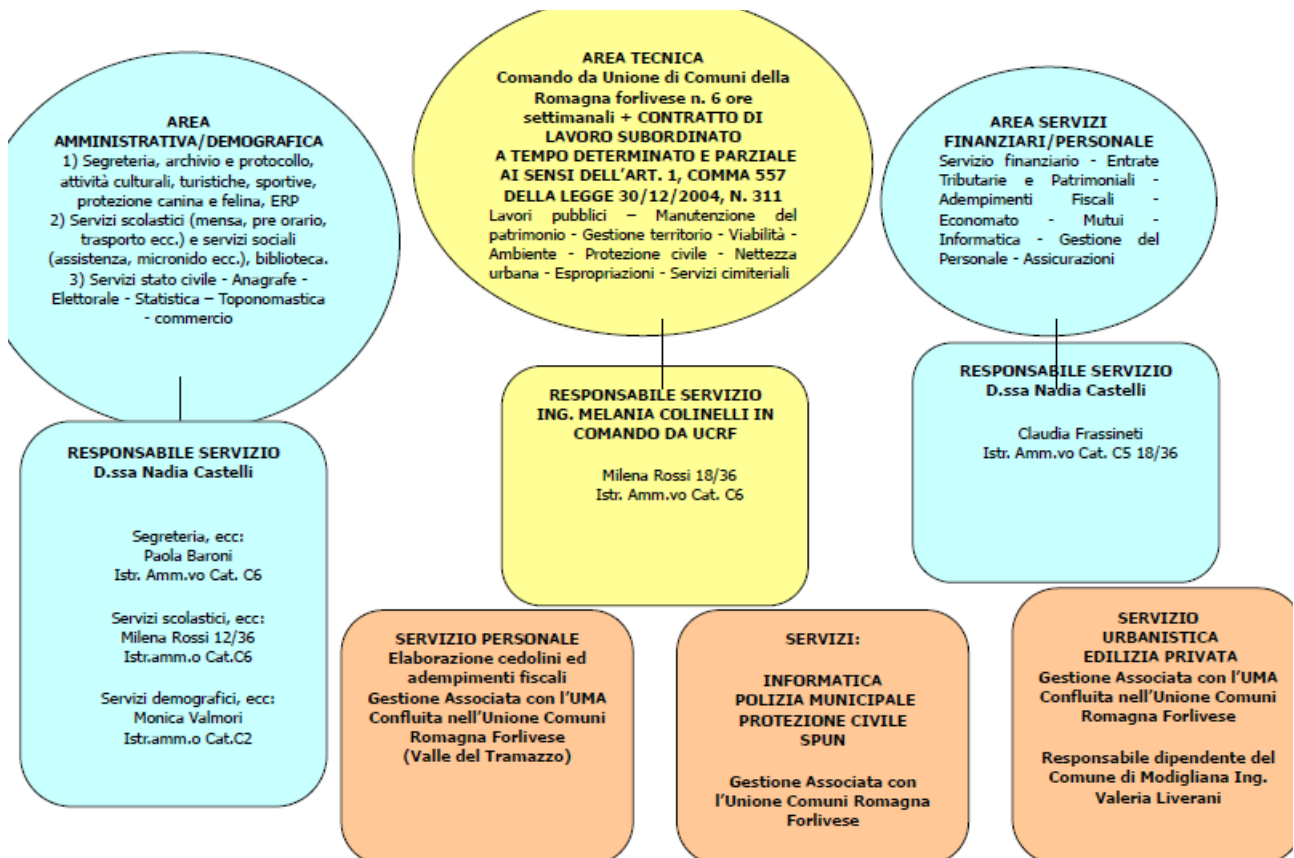 AREA
AMMINISTRATIVA/DEMOGRAFICA
1) Segreteria, archivio e protocollo,
attività culturali, turistiche, sportive,
protezione canina e felina, ERP
2) Servizi scolastici (mensa, pre orario,
trasporto ecc.) e servizi sociali
(assistenza, micronido ecc.), biblioteca.
3) Servizi stato civile - Anagrafe -
Elettorale - Statistica – Toponomastica
- commercio
AREA TECNICA
Comando da Unione di Comuni della
Romagna forlivese n. 6 ore
settimanali + CONTRATTO DI
LAVORO SUBORDINATO
A TEMPO DETERMINATO E PARZIALE
AI SENSI DELL’ART. 1, COMMA 557
DELLA LEGGE 30/12/2004, N. 311
Lavori pubblici – Manutenzione del
patrimonio - Gestione territorio - Viabilità -
Ambiente - Protezione civile - Nettezza
urbana - Espropriazioni - Servizi cimiteriali
AREA SERVIZI
FINANZIARI/PERSONALE
Servizio finanziario - Entrate
Tributarie e Patrimoniali -
Adempimenti Fiscali -
Economato - Mutui -
Informatica - Gestione del
Personale - Assicurazioni
RESPONSABILE SERVIZIO
D.ssa Nadia Castelli
Segreteria, ecc:
Paola Baroni
Istr. Amm.vo Cat. C6
Servizi scolastici, ecc:
Milena Rossi 12/36
Istr.amm.o Cat.C6
Servizi demografici, ecc:
Monica Valmori
Istr.amm.o Cat.C2
RESPONSABILE SERVIZIO
ING. MELANIA COLINELLI IN
COMANDO DA UCRF
Milena Rossi 18/36
Istr. Amm.vo Cat. C6
RESPONSABILE SERVIZIO
D.ssa Nadia Castelli
Claudia Frassineti
Istr. Amm.vo Cat. C5 18/36
SERVIZIO PERSONALE
Elaborazione cedolini ed
adempimenti fiscali
Gestione Associata con l’UMA
Confluita nell’Unione Comuni
Romagna Forlivese
(Valle del Tramazzo)
SERVIZI:
INFORMATICA
POLIZIA MUNICIPALE
PROTEZIONE CIVILE
SPUN
Gestione Associata con
l’Unione Comuni Romagna
Forlivese
SERVIZIO
URBANISTICA
EDILIZIA PRIVATA
Gestione Associata con l’UMA
Confluita nell’Unione Comuni
Romagna Forlivese
Responsabile dipendente del
Comune di Modigliana Ing.
Valeria Liverani